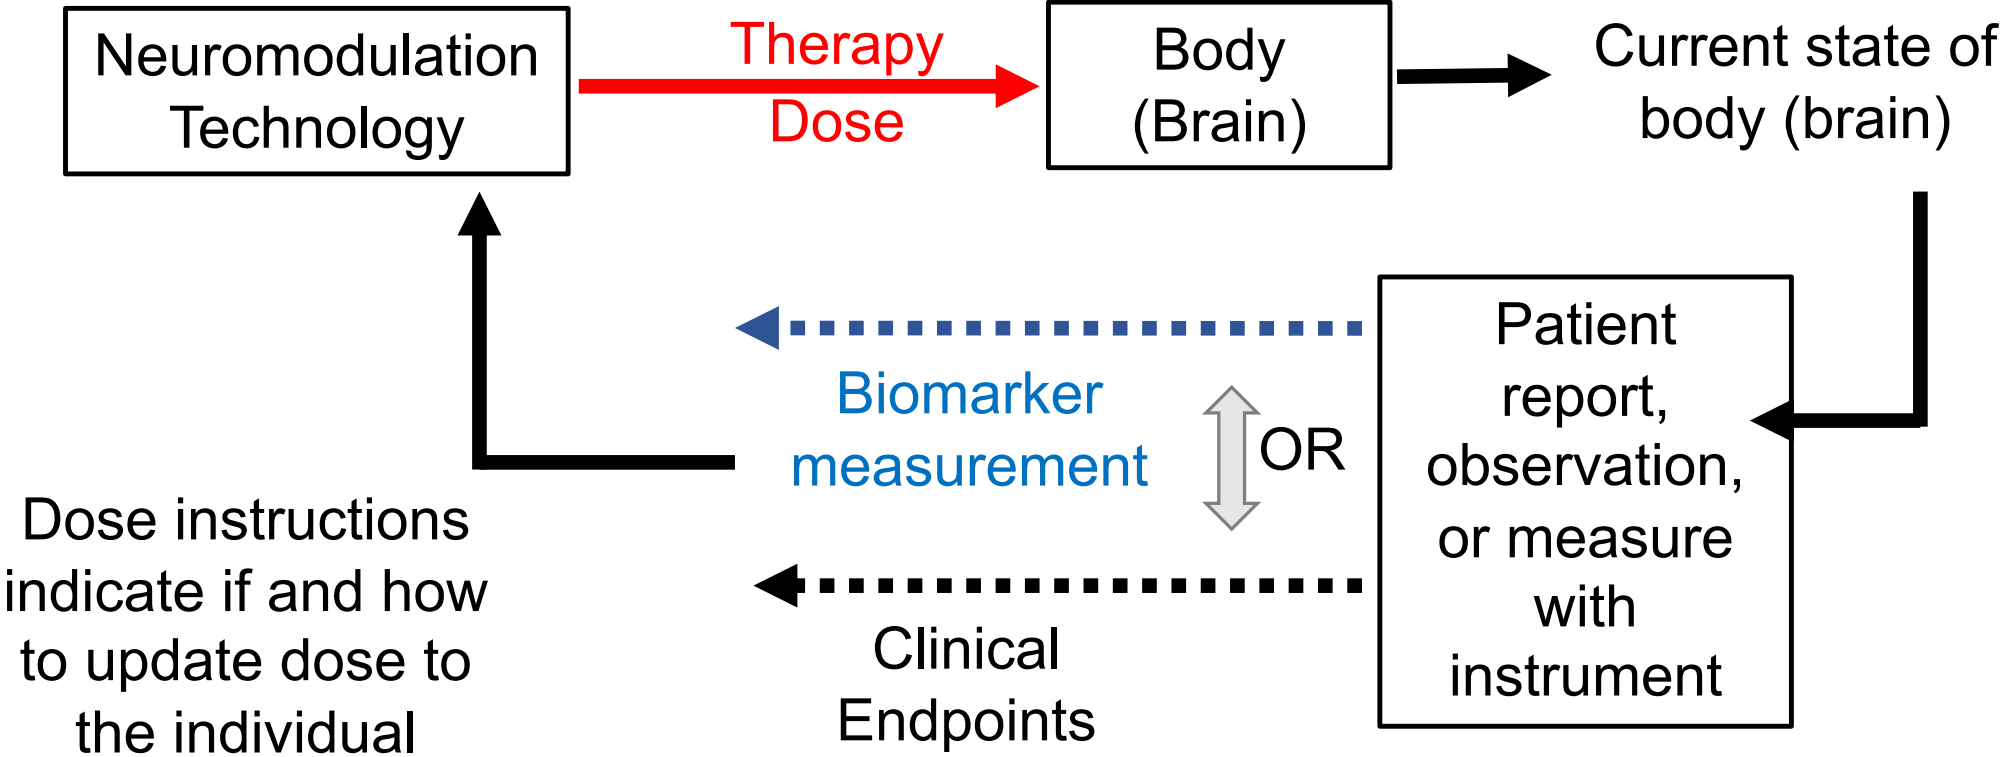 Neuromodulation
Technology
Therapy
Dose
Body
(Brain)
Current state of
body (brain)
Patient
report,
observation,
or measure
with
instrument
Biomarker
measurement
OR
Clinical
Endpoints
Dose instructions
indicate if and how
to update dose to
the individual